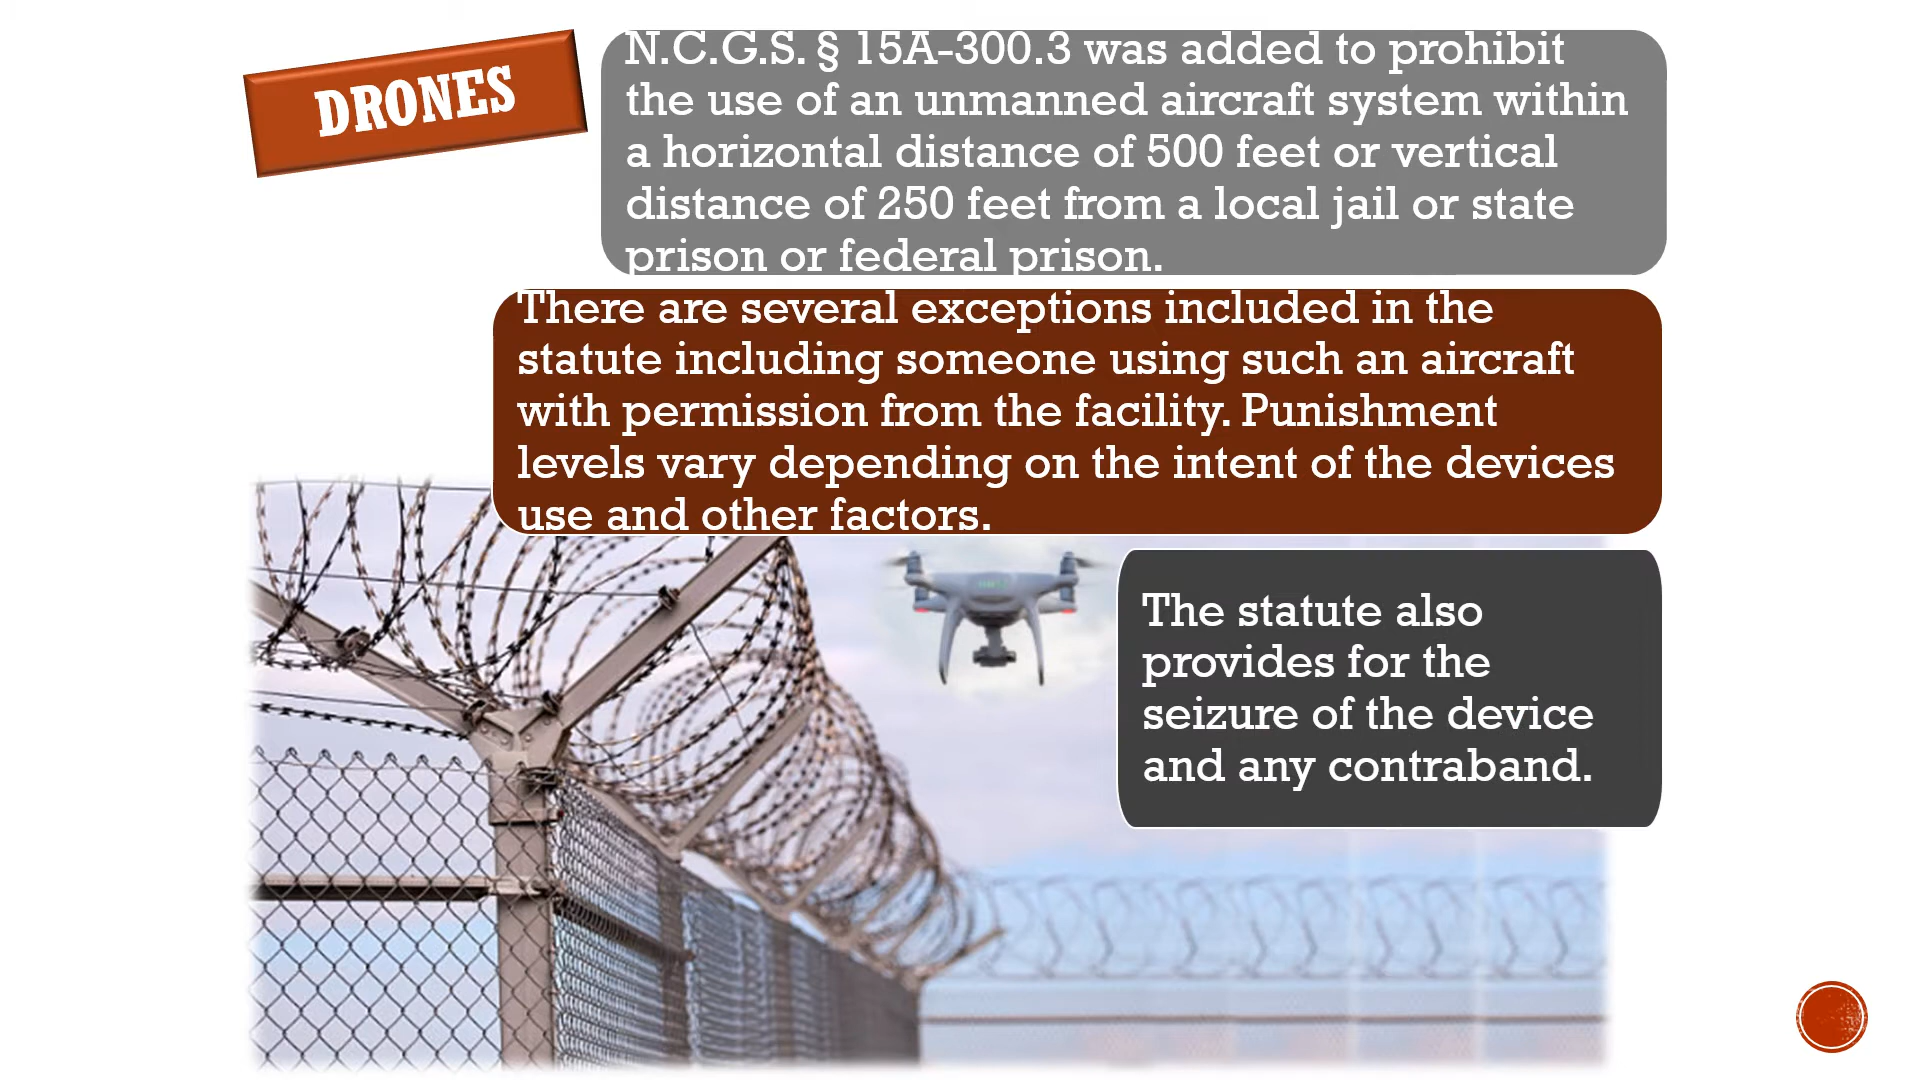 DRONES
N.C.G.S. § 15A-300.3 was added to prohibit
the use of an unmanned aircraft system within
a horizontal distance of 500 feet or vertical
distance of 250 feet from a local jail or state
prison or federal prison.
There are several exceptions included in the
statute including someone using such an aircraft
with permission from the facility. Punishment
levels vary depending on the intent of the devices
use and other factors.
The statute also
provides for the
seizure of the device
and any contraband.